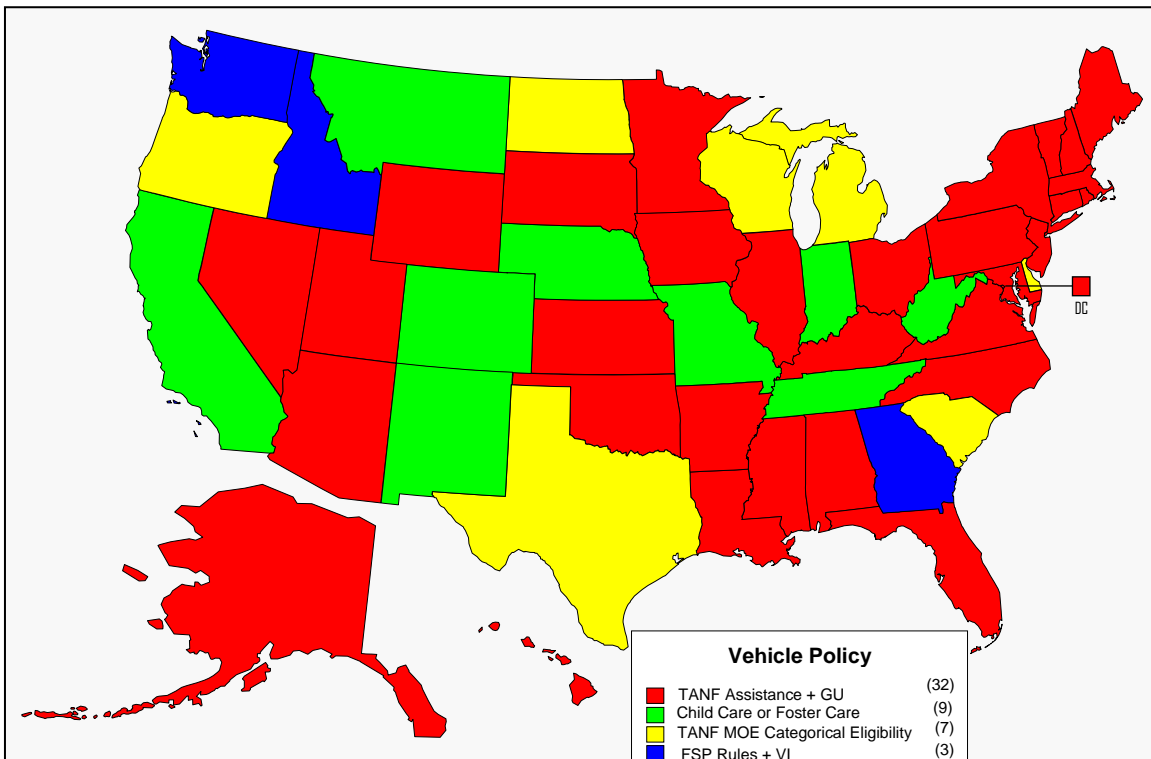 DC
Vehicle Policy
TANF Assistance + GU (32)
Child Care or Foster Care (9)
TANF MOE Categorical Eligibility (7)
FSP Rules + VI (3)